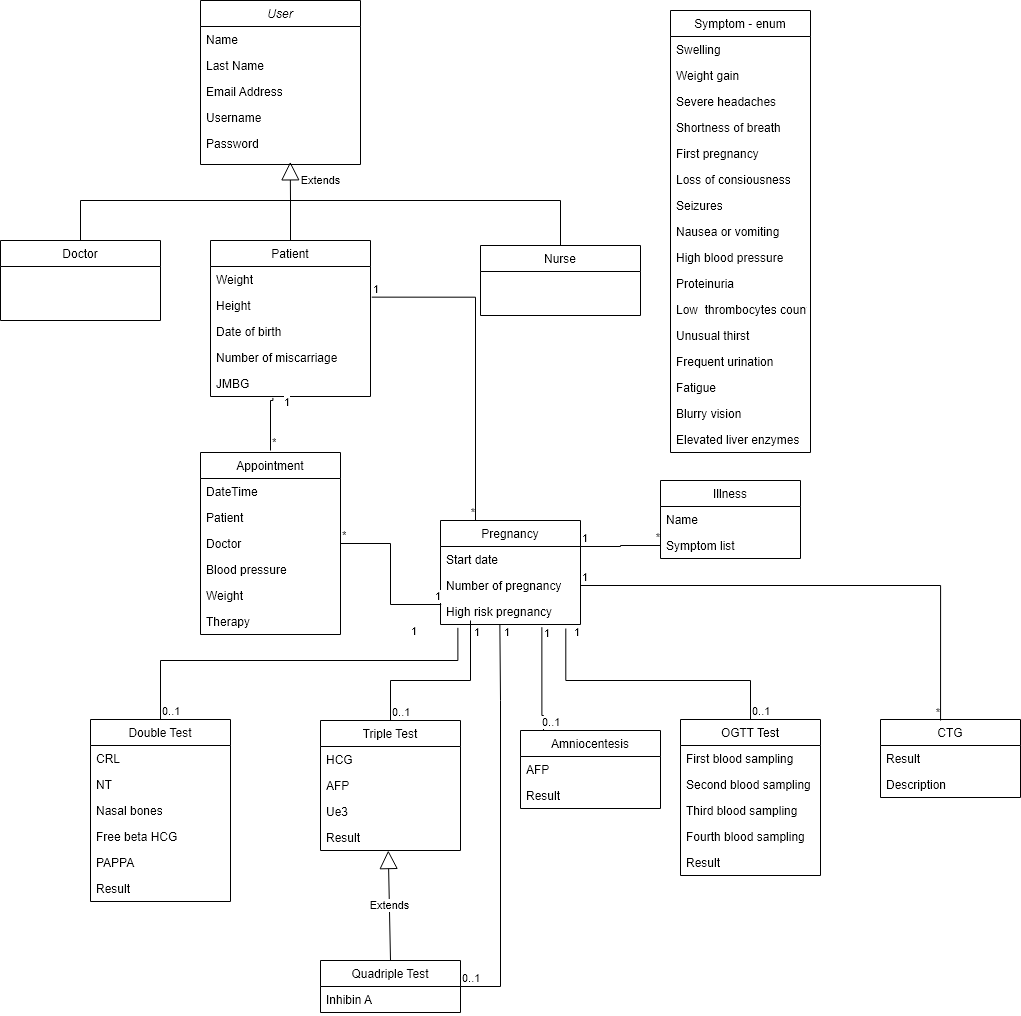 User
Name
Last Name
Email Address
Username
Password
Extends
Symptom - enum
Swelling
Weight gain
Severe headaches
Shortness of breath
First pregnancy
Loss of consiousness
Seizures
Nausea or vomiting
High blood pressure
Proteinuria
Low  thrombocytes coun
Unusual thirst
Frequent urination
Fatigue
Blurry vision
Elevated liver enzymes
Doctor
Patient
Weight
Height
Date of birth
Number of miscarriage
JMBG
Nurse
1
1
*
*
Appointment
DateTime
Patient
Doctor
Blood pressure
Weight
Therapy
*
1
Pregnancy
Start date
Number of pregnancy
High risk pregnancy
1
*
Illness
Name
Symptom list
1
*
1
1
1
1
1
0..1
0..1
0..1
0..1
Double Test
CRL
NT
Nasal bones
Free beta HCG
PAPPA
Result
Triple Test
HCG
AFP
Ue3
Result
Amniocentesis
AFP
Result
OGTT Test
First blood sampling
Second blood sampling
Third blood sampling
Fourth blood sampling
Result
CTG
Result
Description
Extends
Quadriple Test
Inhibin A
0..1